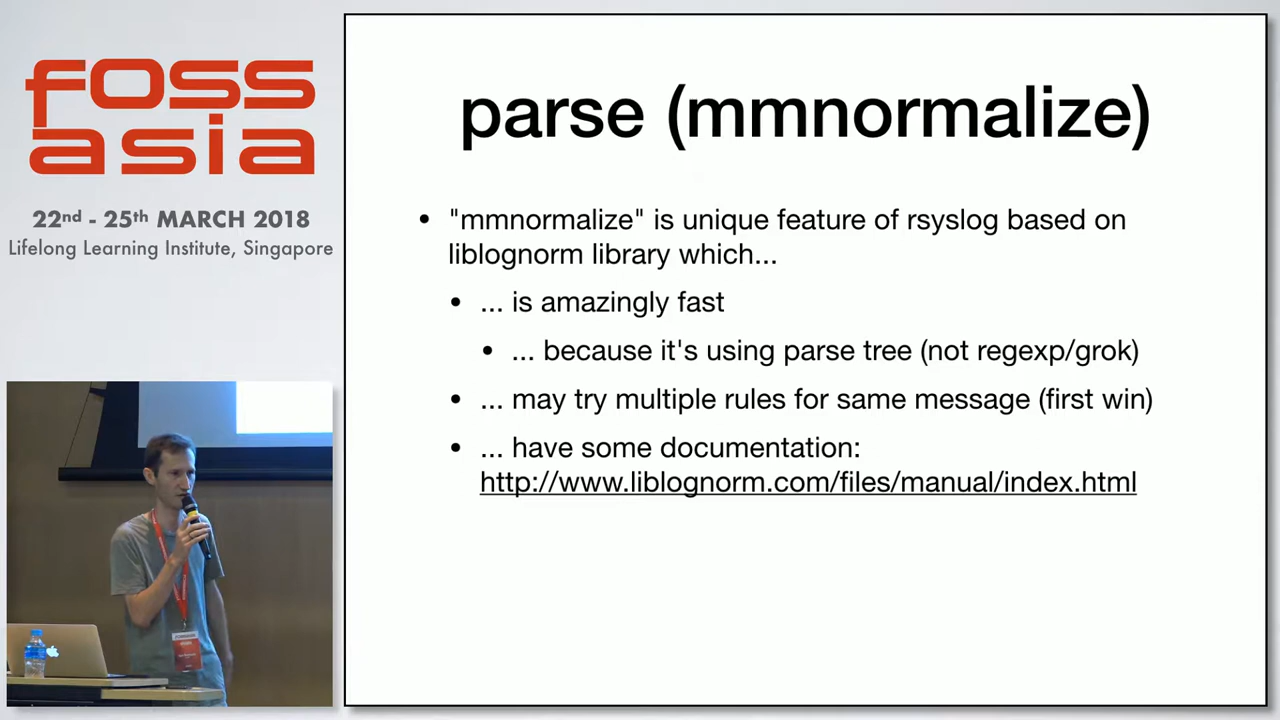 foss
asia
22nd - 25th MARCH 2018
Lifelong Learning Institute, Singapore
parse (mmnormalize)
• "mmnormalize" is unique feature of rsyslog based on
liblognorm library which...
• ... is amazingly fast
• ... because it's using parse tree (not regexp/grok)
• ... may try multiple rules for same message (first win)
• ... have some documentation:
http://www.liblognorm.com/files/manual/index.html